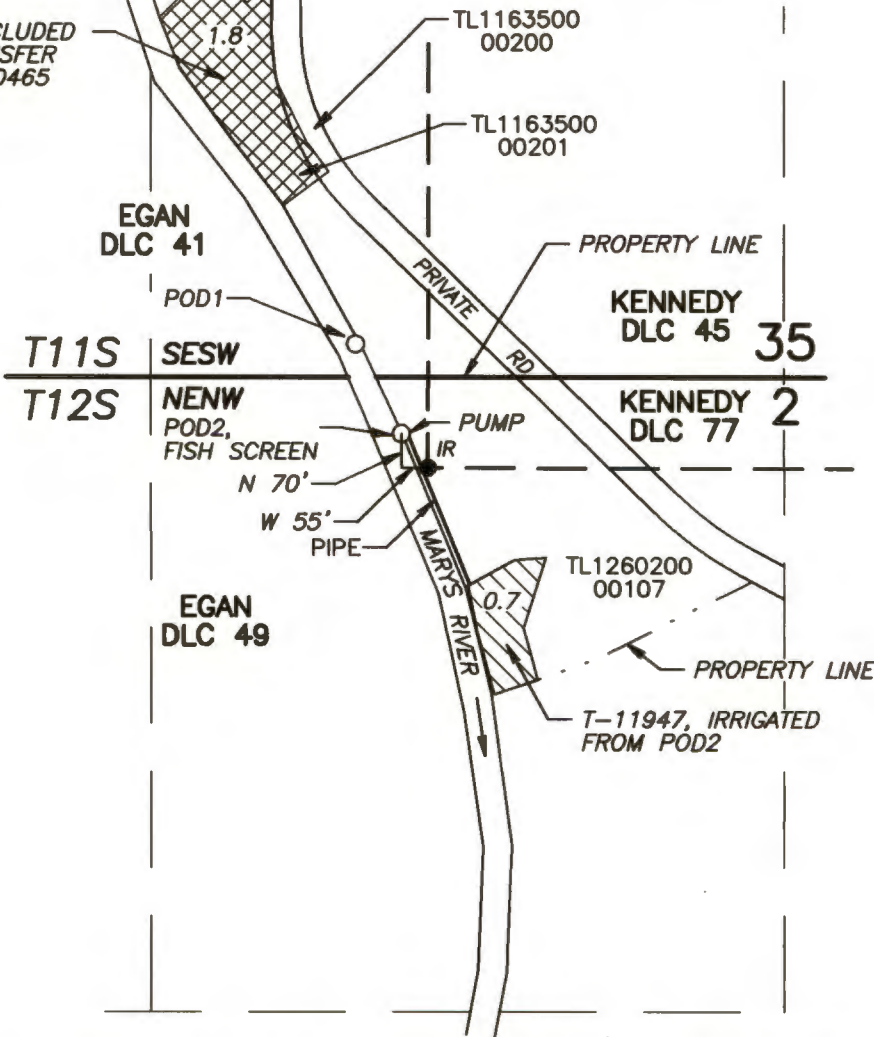 TL1163500
00200
1.8
TL1163500
00201
EGAN
DLC 41
PROPERTY LINE
PRIVATE
RD
POD1
KENNEDY
DLC 45
35
T11S
SESW
T12S
NENW
KENNEDY
DLC 77
2
POD2,
FISH SCREEN
PUMP
IR
N 70'
W 55'
PIPE
MARYS RIVER
TL1260200
00107
0.7
EGAN
DLC 49
PROPERTY LINE
T-11947, IRRIGATED
FROM POD2